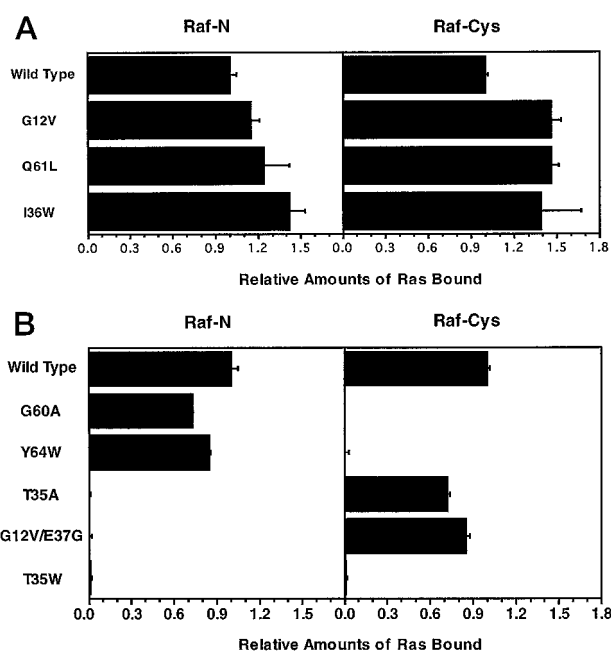 A
Raf-N Raf-Cys
Wild Type
G12V
Q61L
I36W
0.0 0.3 0.6 0.9 1.2 1.5 0.0 0.3 0.6 0.9 1.2 1.5 1.8
Relative Amounts of Ras Bound
B
Raf-N Raf-Cys
Wild Type
G60A
Y64W
T35A
G12V/E37G
T35W
0.0 0.3 0.6 0.9 1.2 1.5 0.0 0.3 0.6 0.9 1.2 1.5 1.8
Relative Amounts of Ras Bound